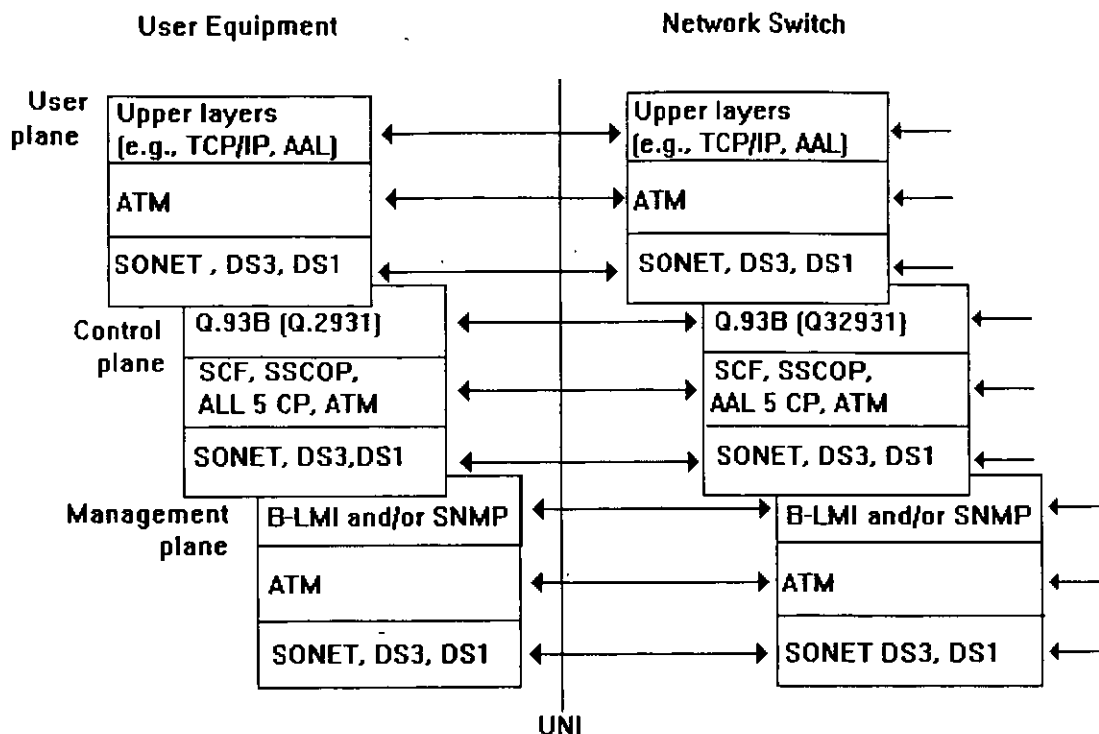 User Equipment
Network Switch
User
plane
Upper layers
(e.g., TCP/IP, AAL)
ATM
SONET , DS3, DS1
Upper layers
(e.g., TCP/IP, AAL)
ATM
SONET, DS3, DS1
Control
plane
Q.93B (Q.2931)
SCF, SSCOP,
ALL 5 CP, ATM
SONET, DS3,DS1
Q.93B (Q32931)
SCF, SSCOP,
AAL 5 CP, ATM
SONET, DS3, DS1
Management
plane
B-LMI and/or SNMP
ATM
SONET, DS3, DS1
B-LMI and/or SNMP
ATM
SONET DS3, DS1
UNI